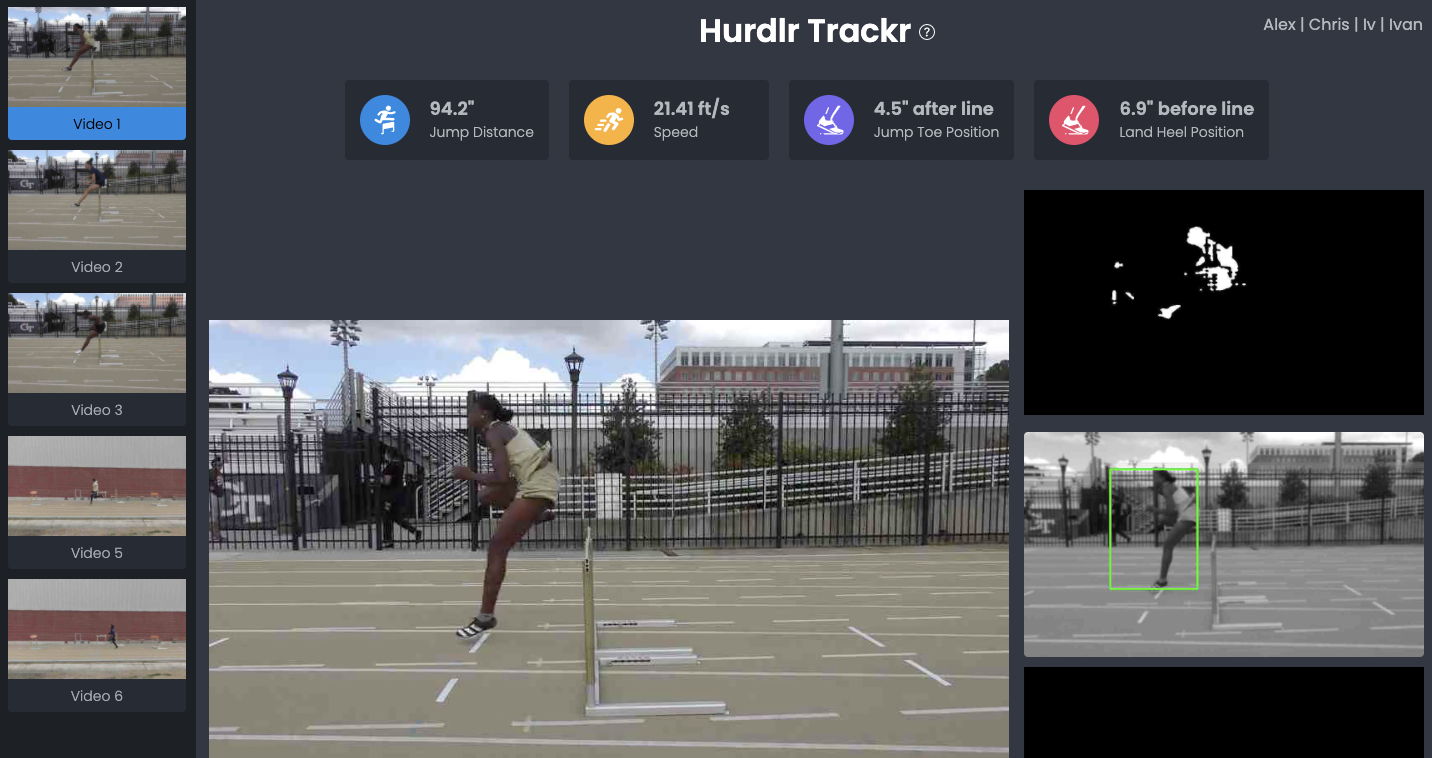 Hurdlr Trackr ?
Alex | Chris | Iv | Ivan
94.2"
Jump Distance
21.41 ft/s
Speed
4.5" after line
Jump Toe Position
6.9" before line
Land Heel Position
Video 1
Video 2
Video 3
Video 5
Video 6
GT
GT